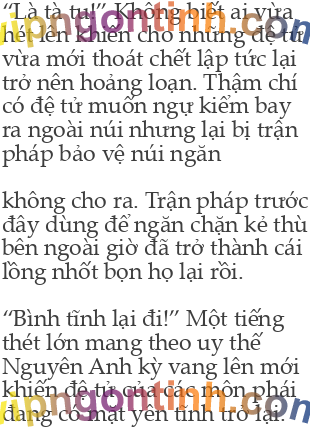 “Là tà tu!” Không biết ai vừa
hét lên khiến cho những đệ tử
vừa mới thoát chết lập tức lại
trở nên hoảng loạn. Thậm chí
có đệ tử muốn ngự kiếm bay
ra ngoài núi nhưng lại bị trận
pháp bảo vệ núi ngăn
không cho ra. Trận pháp trước
đây dùng để ngăn chặn kẻ thù
bên ngoài giờ đã trở thành cái
lồng nhốt bọn họ lại rồi.
“Bình tĩnh lại đi!” Một tiếng
thét lớn mang theo uy thế
Nguyên Anh kỳ vang lên mới
khiến đệ tử của các môn phái
đang có mặt yên tĩnh trở lại.